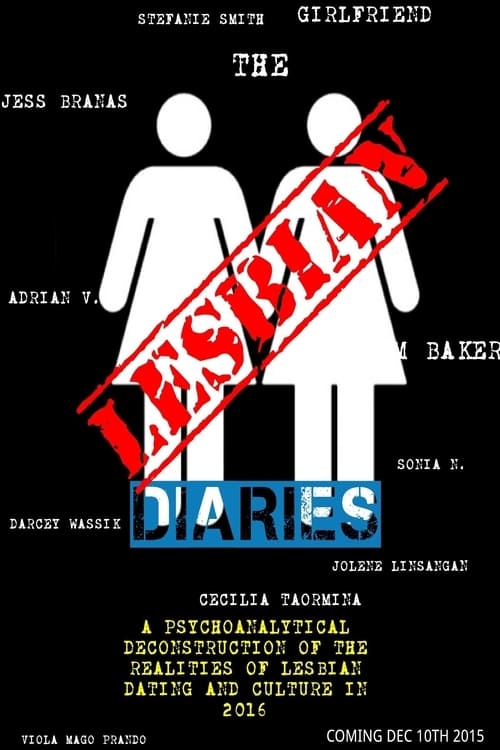 STEFANIE SMITH
GIRLFRIEND
THE
JESS BRANAS
LESBIAN
ADRIAN V.
M BAKER
SONIA N.
DIARIES
DARCEY WASSIK
JOLENE LINSANGAN
CECILIA TAORMINA
A PSYCHOANALYTICAL
DECONSTRUCTION OF THE
REALITIES OF LESBIAN
DATING AND CULTURE IN
2016
VIOLA MAGO PRANDO
COMING DEC 10TH 2015